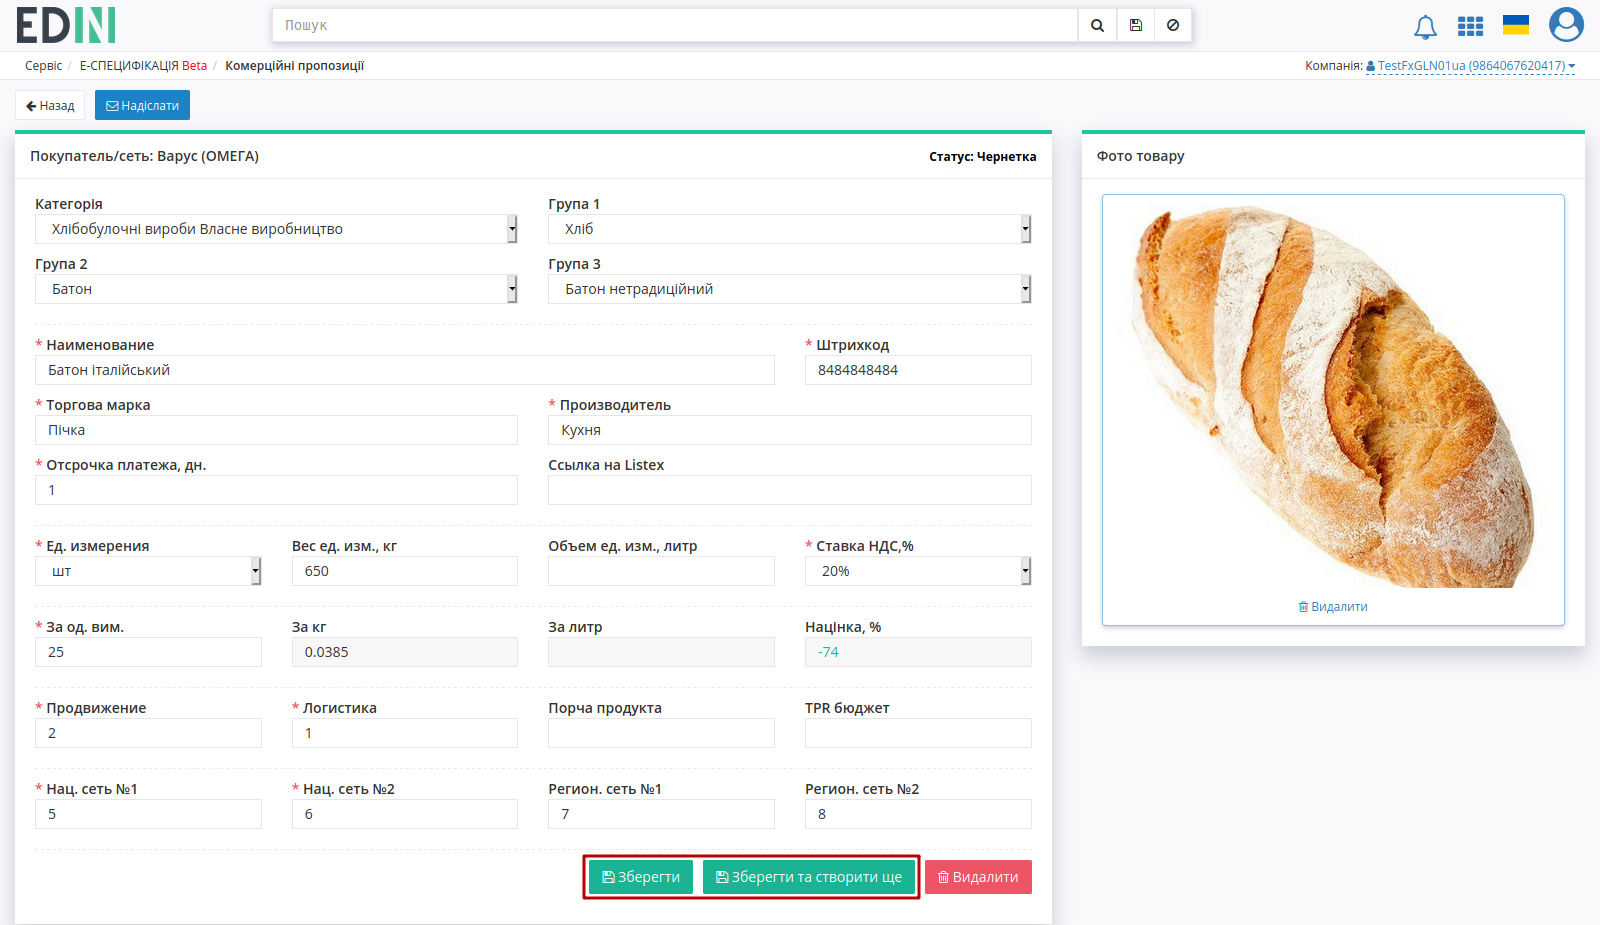 EDIN
Пошук
Сервіс / Е-СПЕЦИФІКАЦІЯ Beta / Комерційні пропозиції
Компанія: TestFxGLN01ua (9864067620417)
Назад
Надіслати
Покупатель/сеть: Варус (ОМЕГА)
Статус: Чернетка
Фото товару
Категорія
Група 1
Хлібобулочні вироби Власне виробництво
Хліб
Група 2
Група 3
Батон
Батон нетрадиційний
* Наименование
* Штрихкод
Батон італійський
8484848484
* Торгова марка
* Производитель
Пічка
Кухня
* Отсрочка платежа, дн.
Ссылка на Listex
1
* Ед. измерения
Вес ед. изм., кг
Объем ед. изм., литр
* Ставка НДС,%
шт
650
20%
* За од. вим.
За кг
За литр
Націнка, %
25
0.0385
-74
* Продвижение
* Логистика
Порча продукта
TPR бюджет
2
1
* Нац. сеть №1
* Нац. сеть №2
Регион. сеть №1
Регион. сеть №2
5
6
7
8
Зберегти
Зберегти та створити ще
Видалити
Видалити